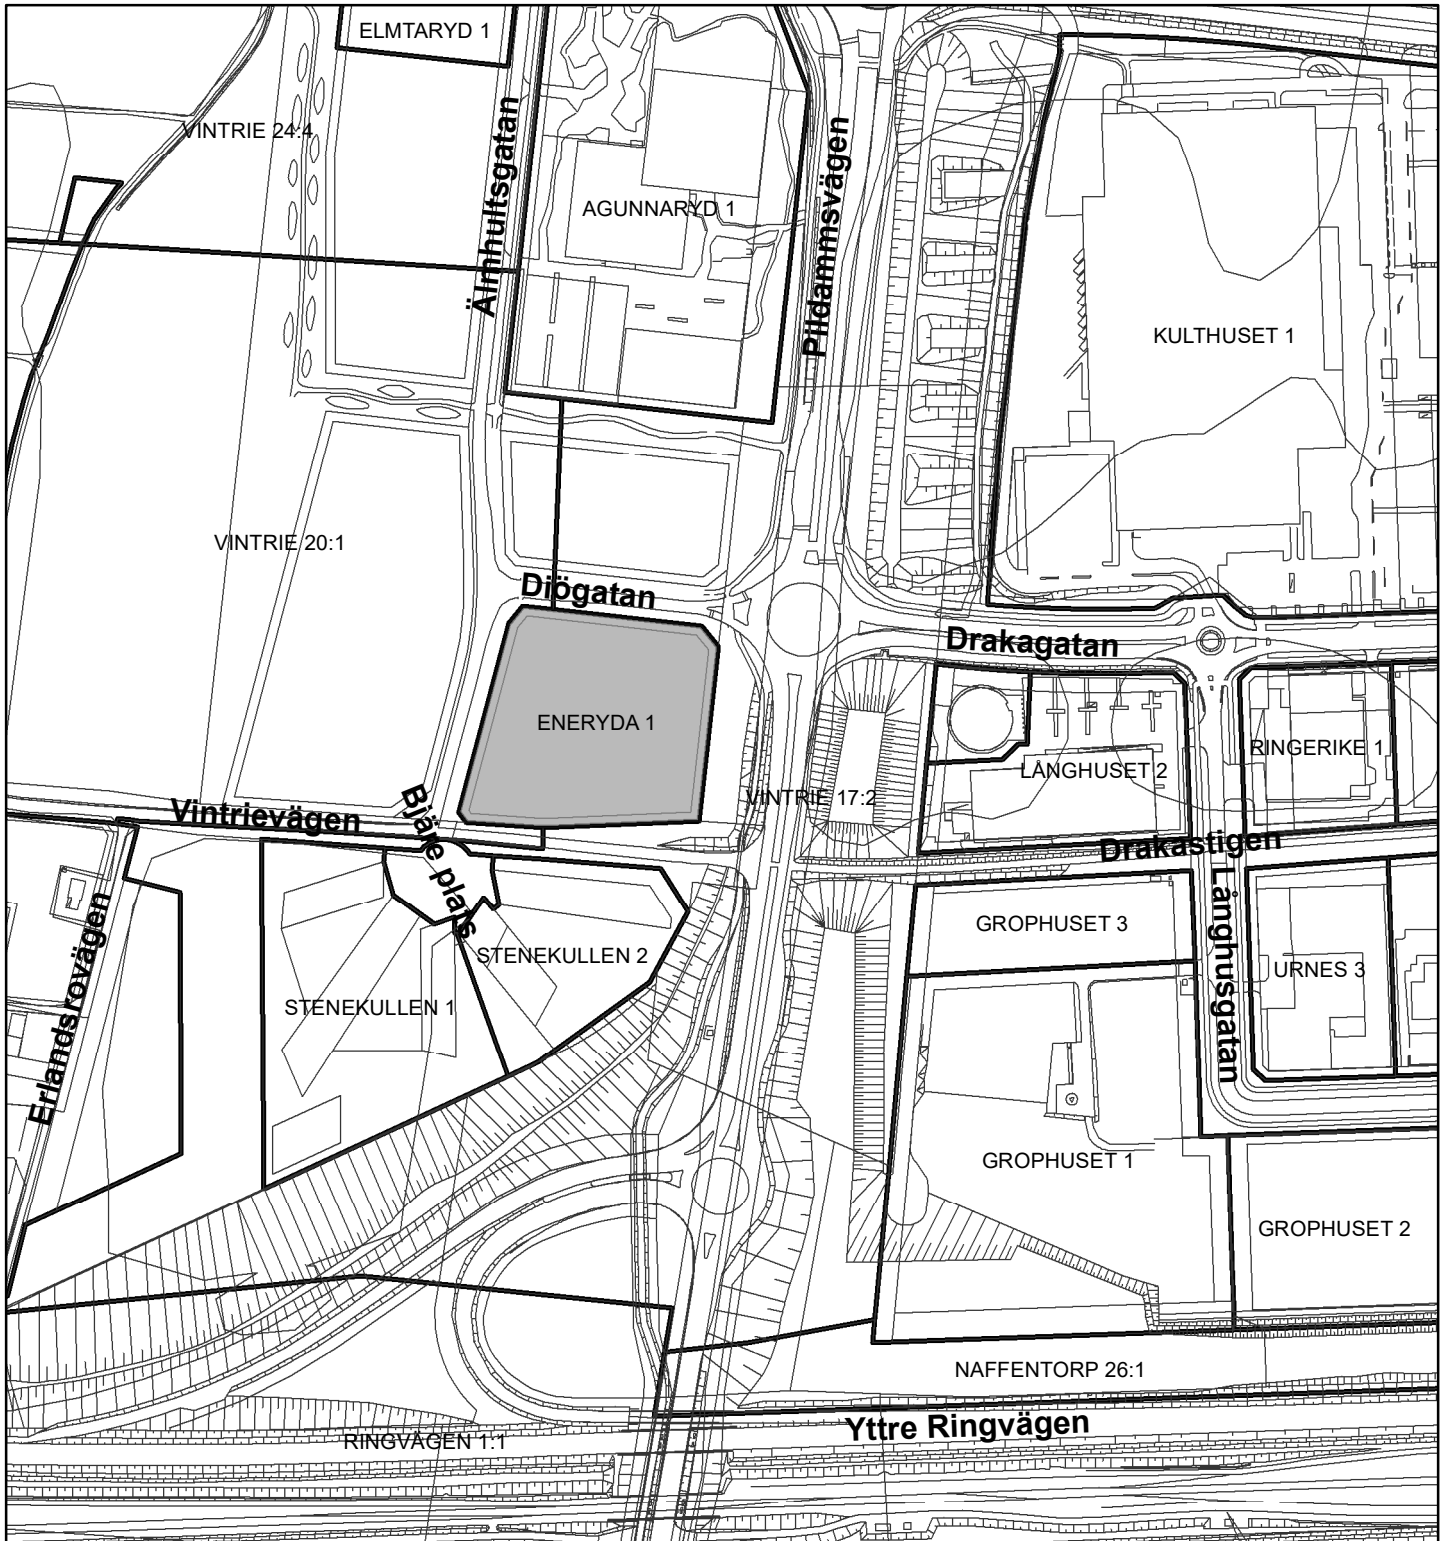 ELMTARYD 1
VINTRIE 24:4
Älmhultsgatan
AGUNNARYD 1
Pildammsvägen
KULTHUSET 1
VINTRIE 20:1
Diögatan
Drakagatan
ENERYDA 1
RINGERIKE 1
LÅNGHUSET 2
VINTRIE 17:2
Vintrievägen
Bjäre plats
Drakastigen
Långhusgatan
GROPHUSET 3
STENEKULLEN 2
URNES 3
Erlandsrovägen
STENEKULLEN 1
GROPHUSET 1
GROPHUSET 2
NAFFENTORP 26:1
Yttre Ringvägen
RINGVÄGEN 1:1